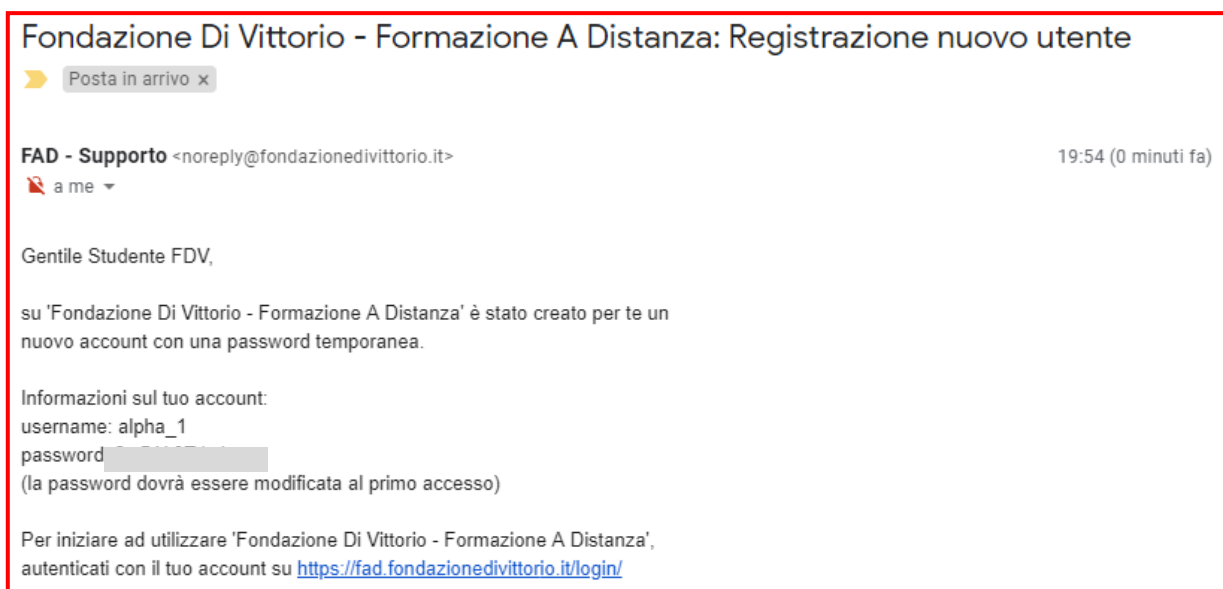 Fondazione Di Vittorio - Formazione A Distanza: Registrazione nuovo utente
Posta in arrivo x
FAD - Supporto <noreply@fondazionedivittorio.it>
19:54 (0 minuti fa)
a me
Gentile Studente FDV,
su 'Fondazione Di Vittorio - Formazione A Distanza' è stato creato per te un
nuovo account con una password temporanea.
Informazioni sul tuo account:
username: alpha_1
password
(la password dovrà essere modificata al primo accesso)
Per iniziare ad utilizzare 'Fondazione Di Vittorio - Formazione A Distanza',
autenticati con il tuo account su https://fad.fondazionedivittorio.it/login/